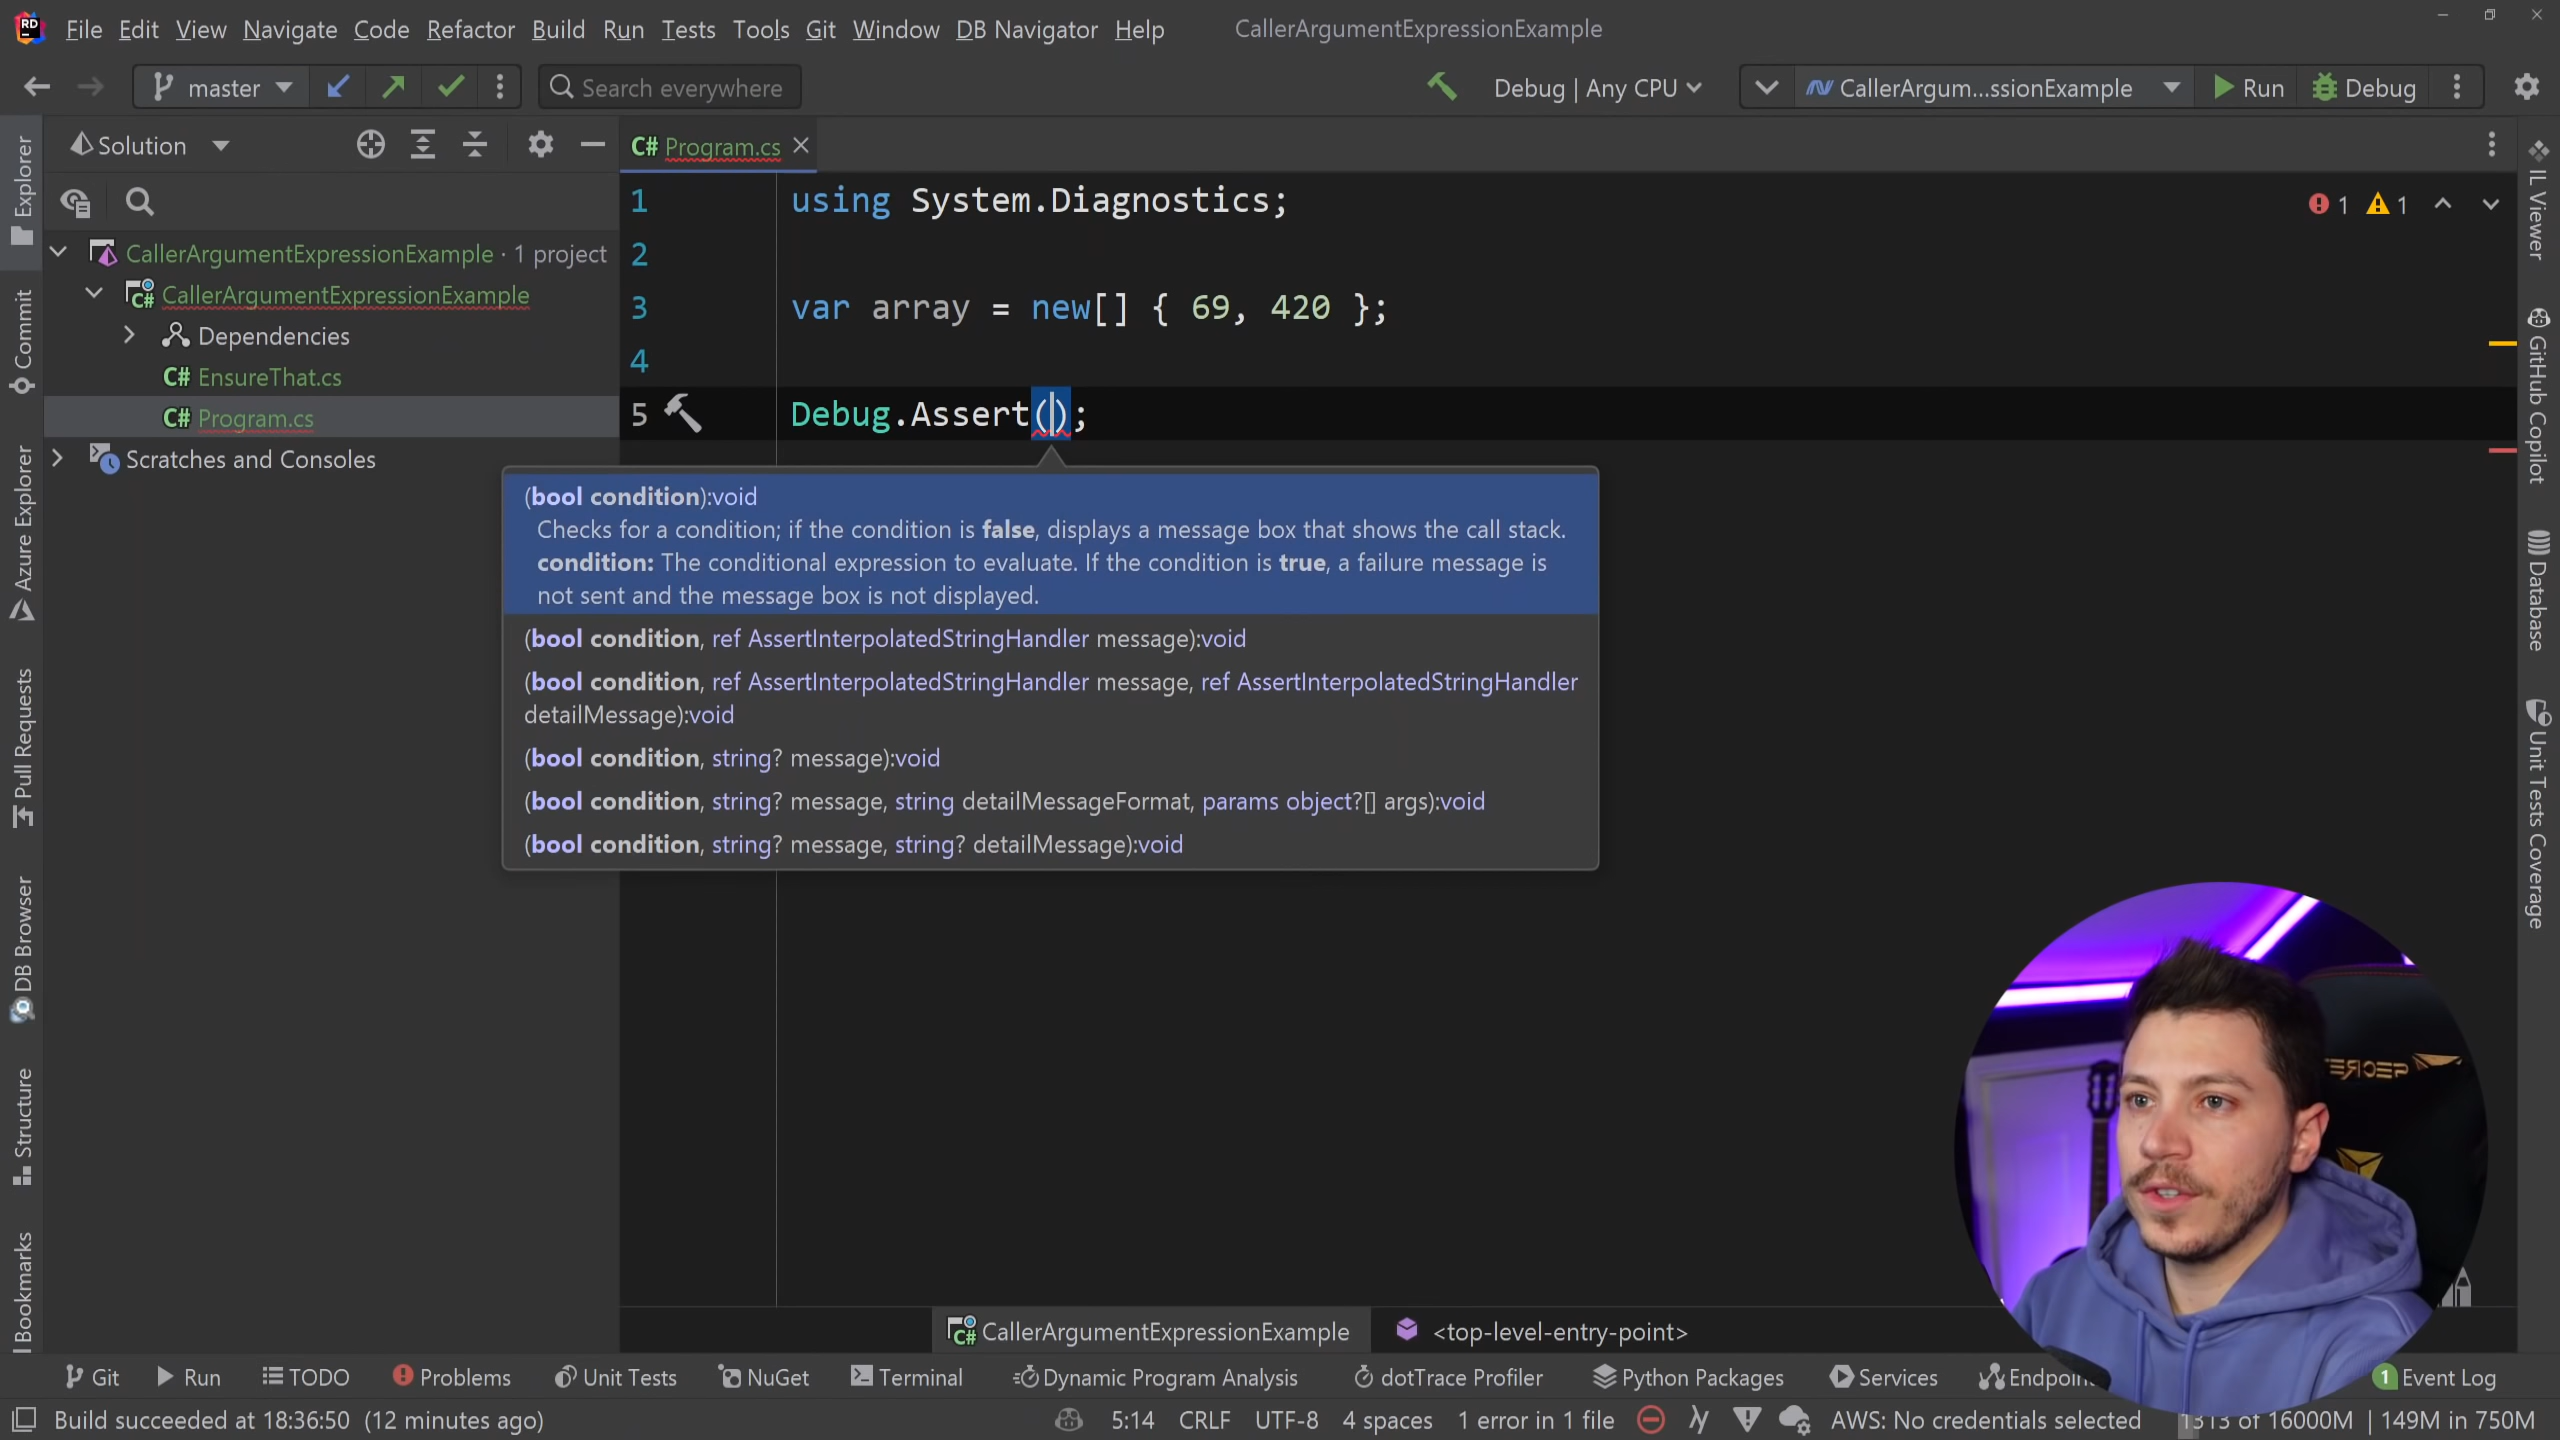 RD
File Edit View Navigate Code Refactor Build Run Tests Tools Git Window DB Navigator Help
CallerArgumentExpressionExample
master
Search everywhere
Debug | Any CPU
CallerArgum...ssionExample
Run
Debug
Solution
C# Program.cs
Explorer
Commit
Azure Explorer
Pull Requests
DB Browser
Structure
Bookmarks
CallerArgumentExpressionExample · 1 project
C# CallerArgumentExpressionExample
Dependencies
C# EnsureThat.cs
C# Program.cs
Scratches and Consoles
1 using System.Diagnostics;
2
3 var array = new[] { 69, 420 };
4
5 Debug.Assert();
1 1
(bool condition):void
Checks for a condition; if the condition is false, displays a message box that shows the call stack.
condition: The conditional expression to evaluate. If the condition is true, a failure message is
not sent and the message box is not displayed.
(bool condition, ref AssertInterpolatedStringHandler message):void
(bool condition, ref AssertInterpolatedStringHandler message, ref AssertInterpolatedStringHandler
detailMessage):void
(bool condition, string? message):void
(bool condition, string? message, string detailMessageFormat, params object?[] args):void
(bool condition, string? message, string? detailMessage):void
IL Viewer
GitHub Copilot
Database
Unit Tests Coverage
C# CallerArgumentExpressionExample
<top-level-entry-point>
Git Run TODO Problems Unit Tests NuGet Terminal Dynamic Program Analysis dotTrace Profiler Python Packages Services 1 Event Log
Build succeeded at 18:36:50 (12 minutes ago)
5:14 CRLF UTF-8 4 spaces 1 error in 1 file AWS: No credentials selected 1313 of 16000M | 149M in 750M